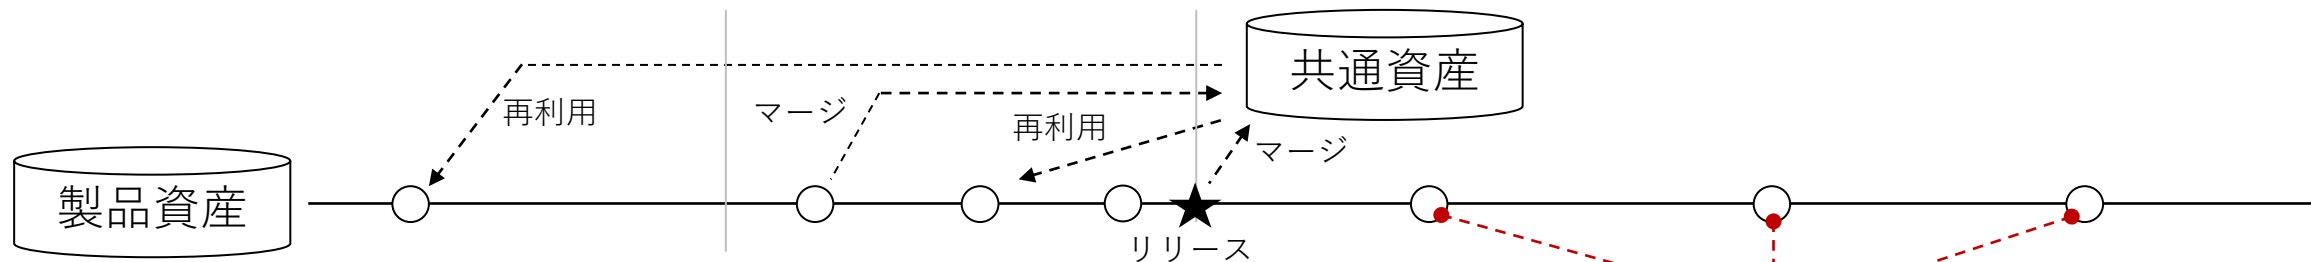 共通資産
再利用
マージ
再利用
マージ
製品資産
リリース